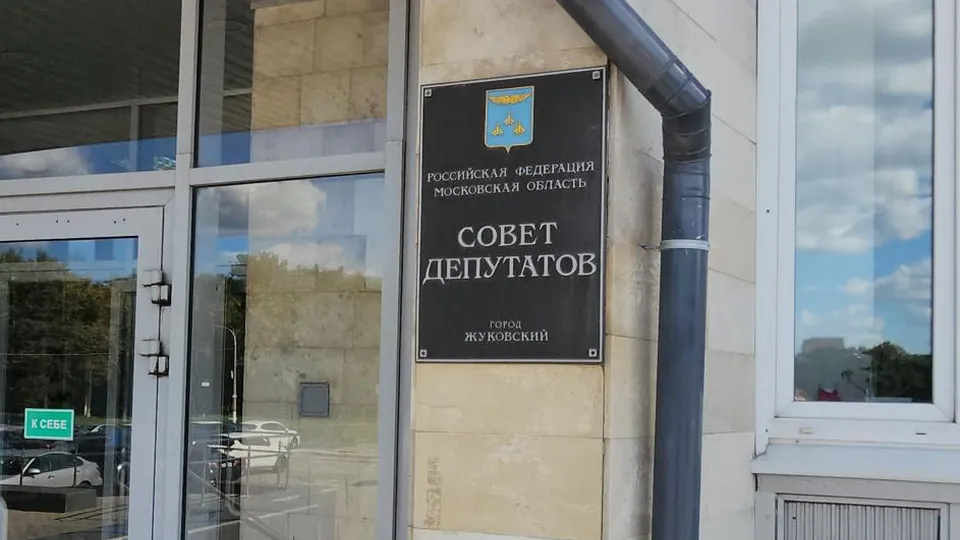 РОССИЙСКАЯ ФЕДЕРАЦИЯ
МОСКОВСКАЯ ОБЛАСТЬ
СОВЕТ
ДЕПУТАТОВ
ГОРОД
ЖУКОВСКИЙ
К СЕБЕ